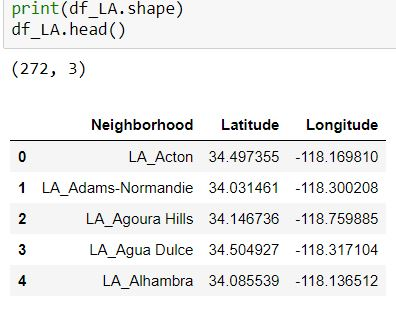 print(df_LA.shape)
df_LA.head()
(272, 3)
Neighborhood Latitude Longitude
0 LA_Acton 34.497355 -118.169810
1 LA_Adams-Normandie 34.031461 -118.300208
2 LA_Agoura Hills 34.146736 -118.759885
3 LA_Agua Dulce 34.504927 -118.317104
4 LA_Alhambra 34.085539 -118.136512